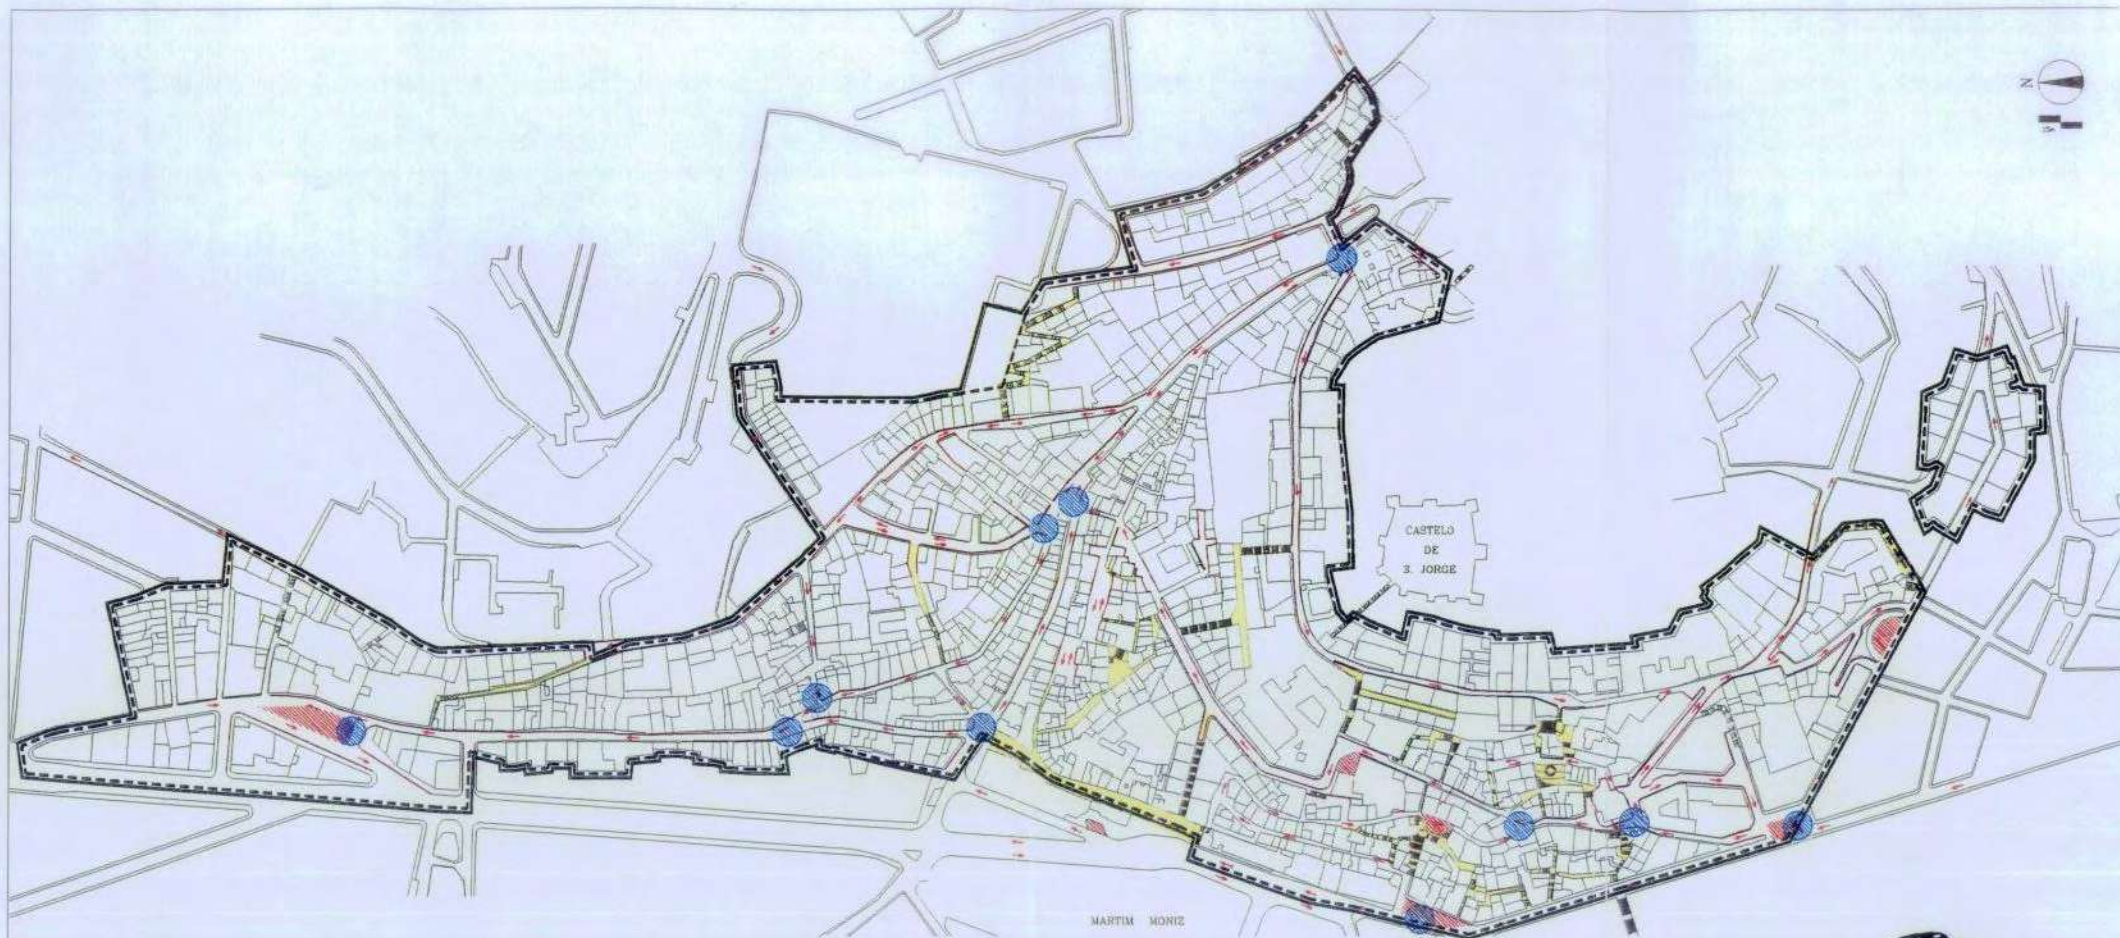 N
CASTELO
DE
S. JORGE
MARTIM MONIZ